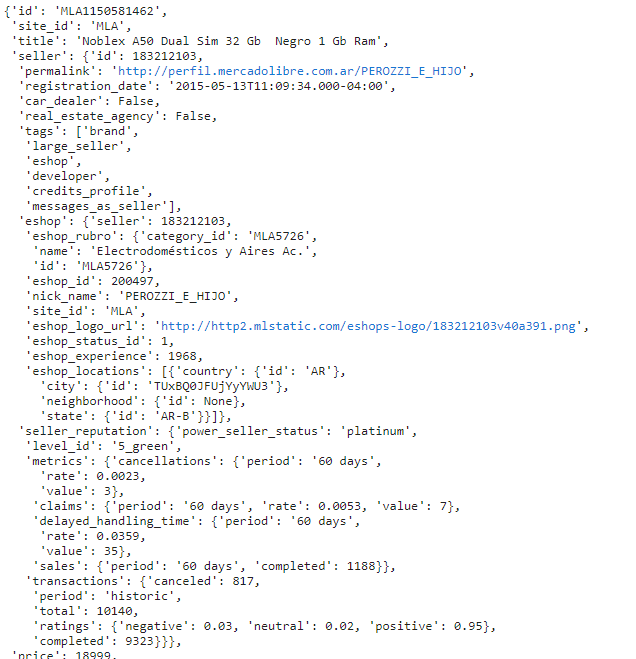 {'id': 'MLA1150581462',
'site_id': 'MLA',
'title': 'Noblex A50 Dual Sim 32 Gb  Negro 1 Gb Ram',
'seller': {'id': 183212103,
'permalink': 'http://perfil.mercadolibre.com.ar/PEROZZI_E_HIJO',
'registration_date': '2015-05-13T11:09:34.000-04:00',
'car_dealer': False,
'real_estate_agency': False,
'tags': ['brand',
'large_seller',
'eshop',
'developer',
'credits_profile',
'messages_as_seller'],
'eshop': {'seller': 183212103,
'eshop_rubro': {'category_id': 'MLA5726',
'name': 'Electrodomésticos y Aires Ac.',
'id': 'MLA5726'},
'eshop_id': 200497,
'nick_name': 'PEROZZI_E_HIJO',
'site_id': 'MLA',
'eshop_logo_url': 'http://http2.mlstatic.com/eshops-logo/183212103v40a391.png',
'eshop_status_id': 1,
'eshop_experience': 1968,
'eshop_locations': [{'country': {'id': 'AR'},
'city': {'id': 'TUxBQ0JFUjYyYWU3'},
'neighborhood': {'id': None},
'state': {'id': 'AR-B'}}]},
'seller_reputation': {'power_seller_status': 'platinum',
'level_id': '5_green',
'metrics': {'cancellations': {'period': '60 days',
'rate': 0.0023,
'value': 3},
'claims': {'period': '60 days', 'rate': 0.0053, 'value': 7},
'delayed_handling_time': {'period': '60 days',
'rate': 0.0359,
'value': 35},
'sales': {'period': '60 days', 'completed': 1188}},
'transactions': {'canceled': 817,
'period': 'historic',
'total': 10140,
'ratings': {'negative': 0.03, 'neutral': 0.02, 'positive': 0.95},
'completed': 9323}}},
'price': 18999,